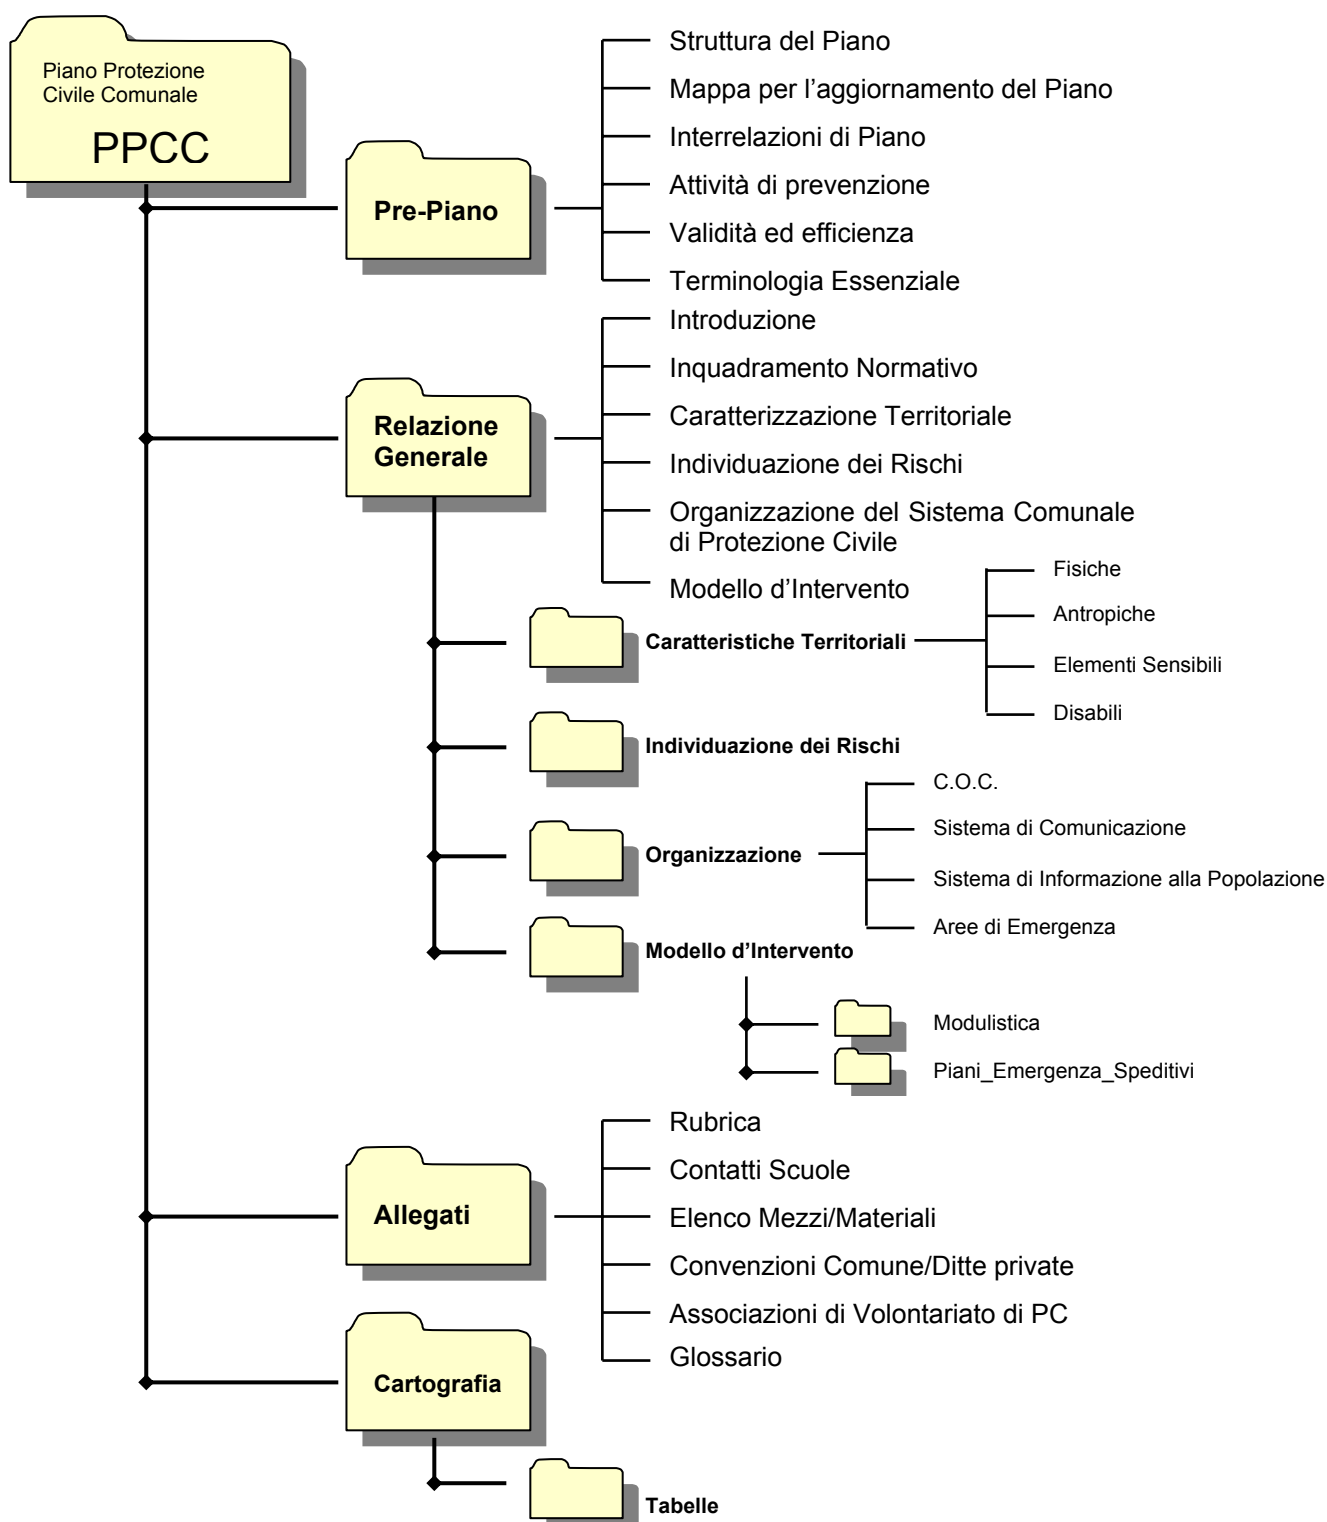 Piano Protezione
Civile Comunale
PPCC
Pre-Piano
Struttura del Piano
Mappa per l’aggiornamento del Piano
Interrelazioni di Piano
Attività di prevenzione
Validità ed efficienza
Terminologia Essenziale
Relazione
Generale
Introduzione
Inquadramento Normativo
Caratterizzazione Territoriale
Individuazione dei Rischi
Organizzazione del Sistema Comunale
di Protezione Civile
Modello d’Intervento
Caratteristiche Territoriali
Fisiche
Antropiche
Elementi Sensibili
Disabili
Individuazione dei Rischi
Organizzazione
C.O.C.
Sistema di Comunicazione
Sistema di Informazione alla Popolazione
Aree di Emergenza
Modello d’Intervento
Modulistica
Piani_Emergenza_Speditivi
Allegati
Rubrica
Contatti Scuole
Elenco Mezzi/Materiali
Convenzioni Comune/Ditte private
Associazioni di Volontariato di PC
Glossario
Cartografia
Tabelle